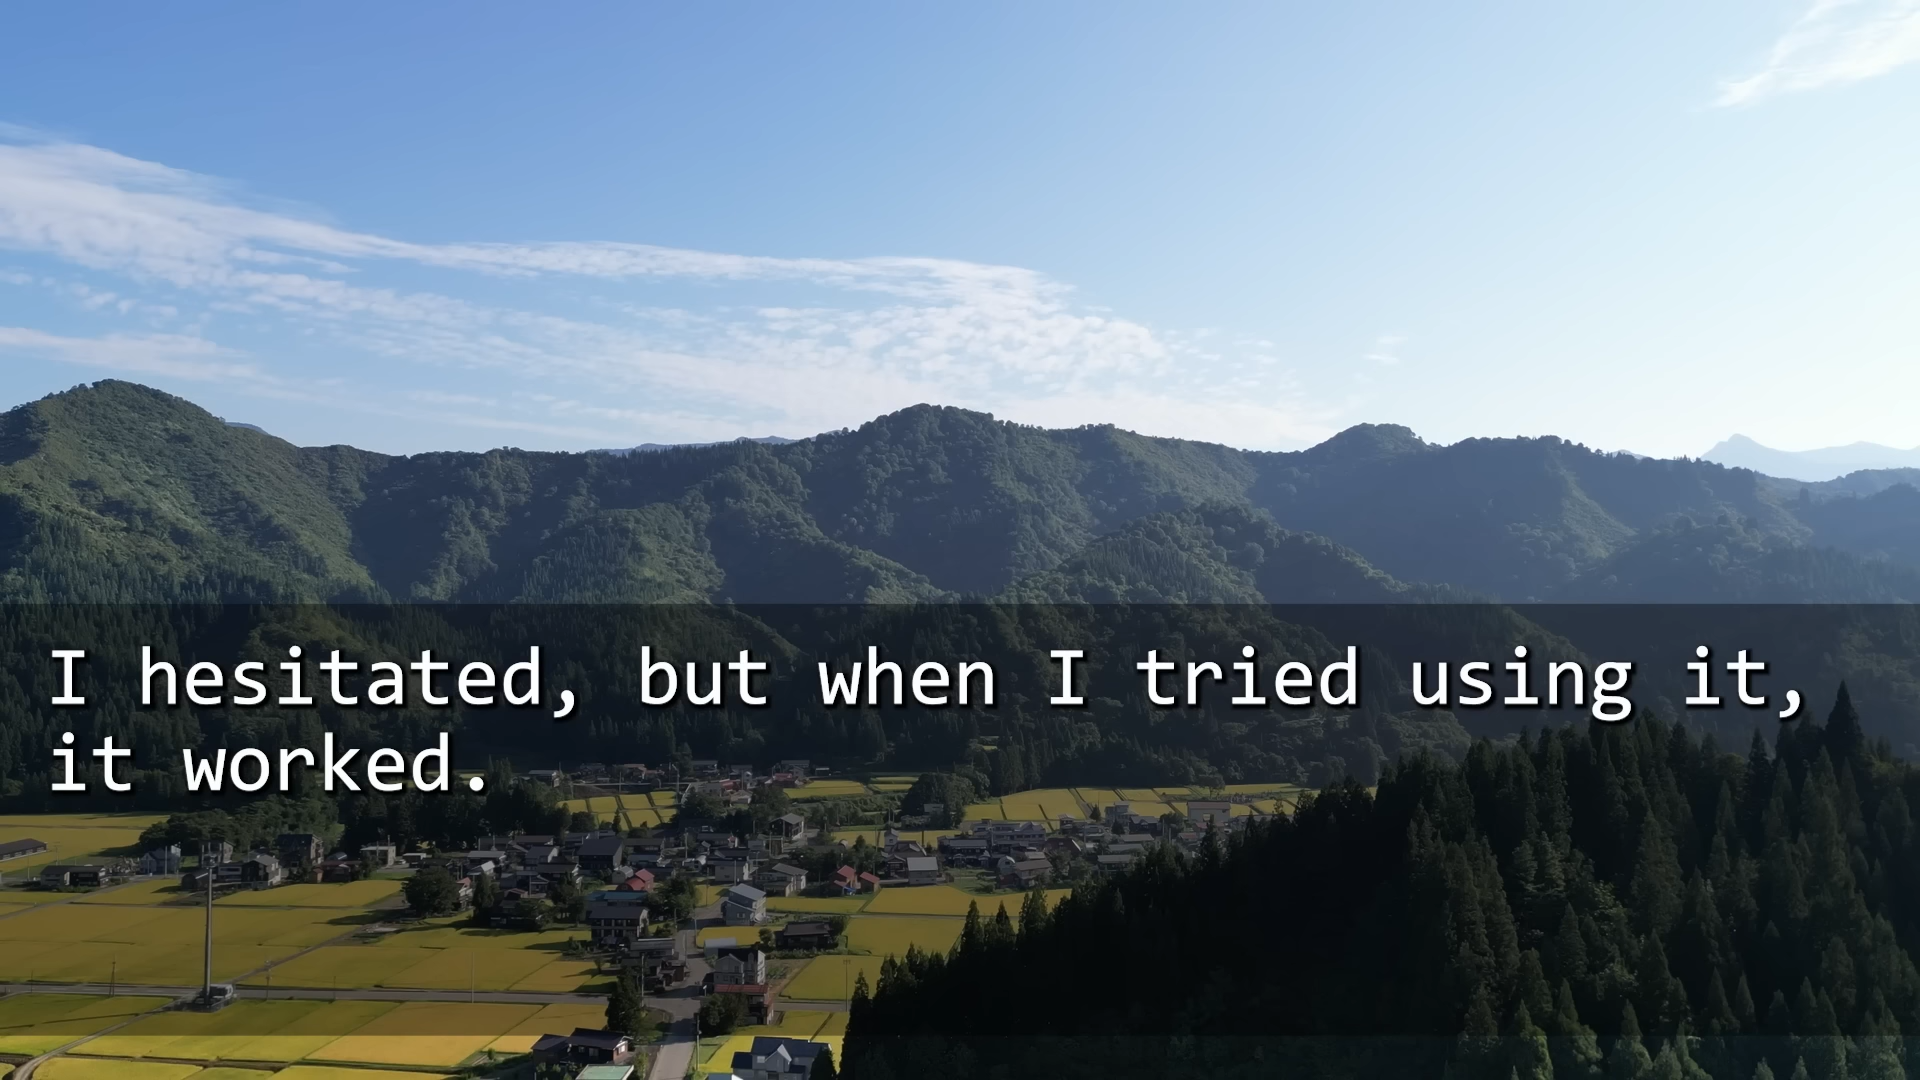 I hesitated, but when I tried using it,
it worked.